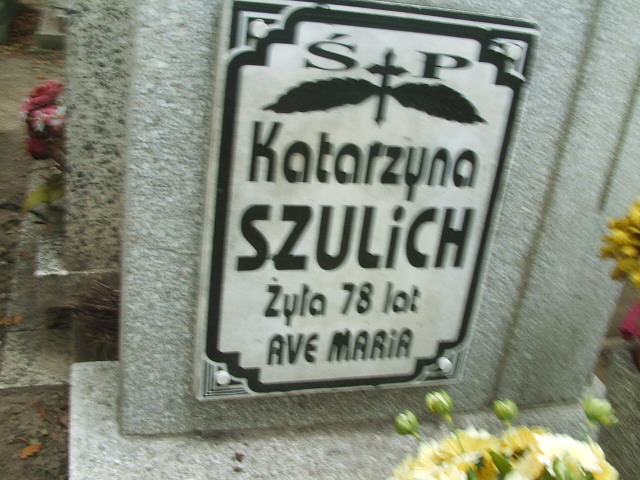 Ś P
Katarzyna
SZULiCH
Żyła 78 lat
AVE MARiA